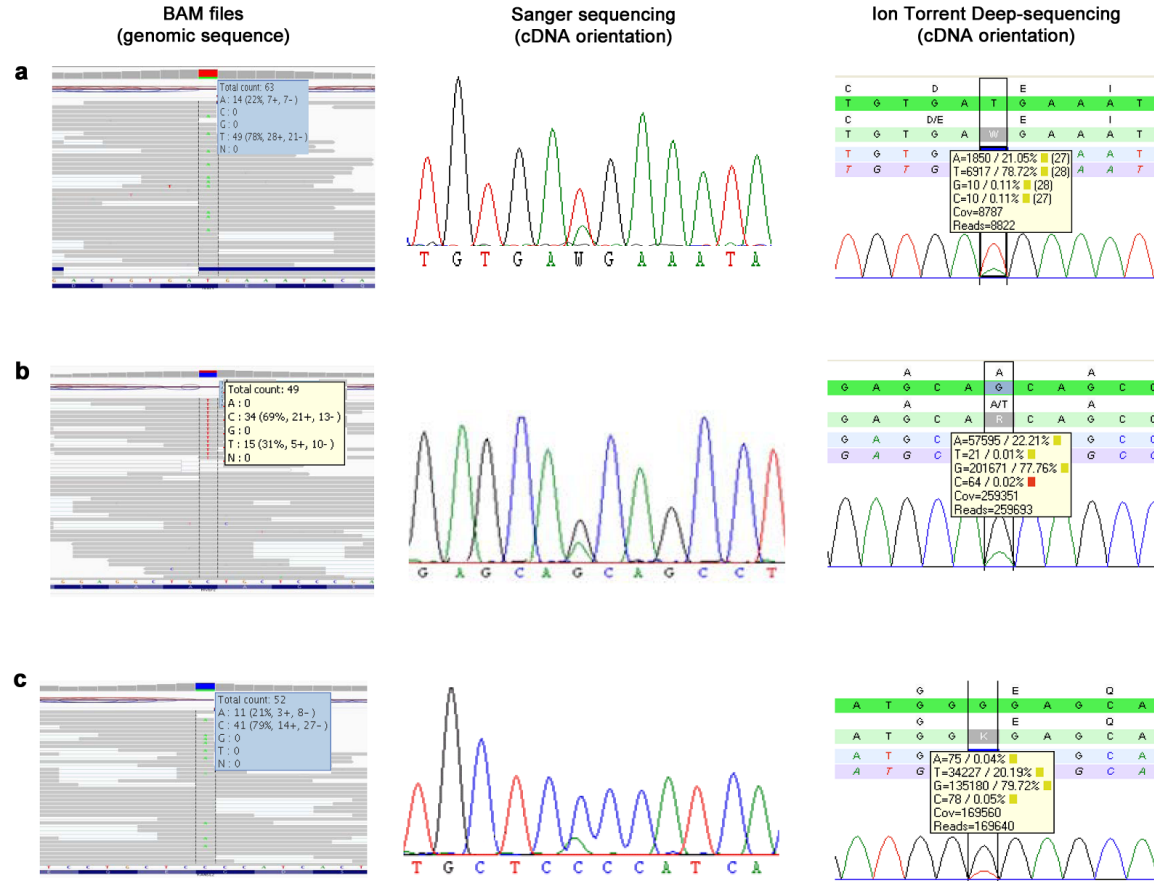 BAM files
(genomic sequence)
Sanger sequencing
(cDNA orientation)
Ion Torrent Deep-sequencing
(cDNA orientation)
a
Total count: 63
A : 14 (22%, 7+, 7- )
C : 0
G : 0
T : 49 (78%, 28+, 21- )
N : 0
G A C T G T G A T G A A A T A C A
T G T G A W G A A A T A
C D E I
T G T G A T G A A A T
C D/E E I
T G T G A W G A A A T
T G T G A A T
T G T G A A T
A=1850 / 21.05% (27)
T=6917 / 78.72% (28)
G=10 / 0.11% (28)
C=10 / 0.11% (27)
Cov=8787
Reads=8822
b
Total count: 49
A : 0
C : 34 (69%, 21+, 13- )
G : 0
T : 15 (31%, 5+, 10- )
N : 0
G A G C A G C A G C C T
A A A
G A G C A G C A G C C
A A/T A
G A G C A R C A G C C
G A G C G C C
G A G C G C C
A=57595 / 22.21%
T=21 / 0.01%
G=201671 / 77.76%
C=64 / 0.02%
Cov=259351
Reads=259693
c
Total count: 52
A : 11 (21%, 3+, 8- )
C : 41 (79%, 14+, 27- )
G : 0
T : 0
N : 0
T C C T G C T C C C C A T C A C T
T G C T C C C C A T C A
G E Q
A T G G G G A G C A
G E Q
A T G G K G A G C A
A T G G C A
A T G G C A
A=75 / 0.04%
T=34227 / 20.19%
G=135180 / 79.72%
C=78 / 0.05%
Cov=169560
Reads=169640